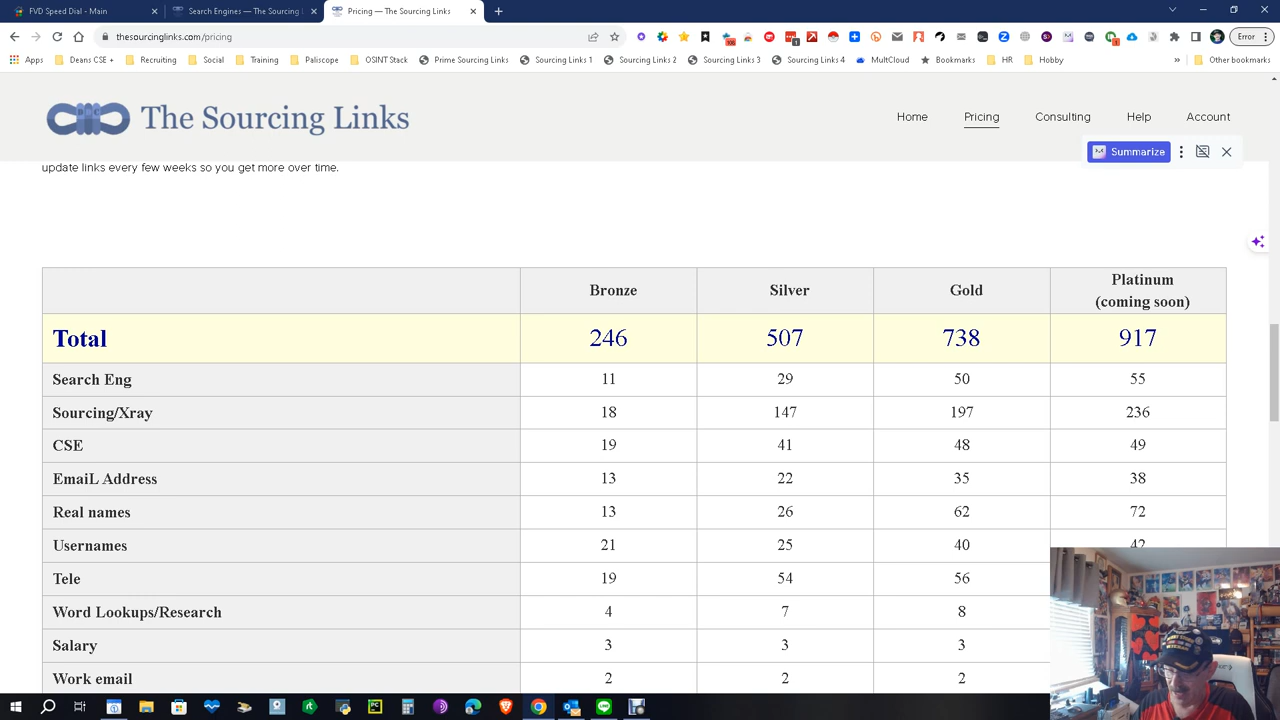 FVD Speed Dial - Main
Search Engines — The Sourcing L
Pricing — The Sourcing Links
thesourcinglinks.com/pricing
Error
Apps
Deans CSE +
Recruiting
Social
Training
Paliscope
OSINT Stack
Prime Sourcing Links
Sourcing Links 1
Sourcing Links 2
Sourcing Links 3
Sourcing Links 4
MultCloud
Bookmarks
HR
Hobby
»
Other bookmarks
The Sourcing Links
Home Pricing Consulting Help Account
Summarize
update links every few weeks so you get more over time.
Bronze Silver Gold Platinum
(coming soon)
Total 246 507 738 917
Search Eng 11 29 50 55
Sourcing/Xray 18 147 197 236
CSE 19 41 48 49
EmaiL Address 13 22 35 38
Real names 13 26 62 72
Usernames 21 25 40 42
Tele 19 54 56
Word Lookups/Research 4 7 8
Salary 3 3 3
Work email 2 2 2